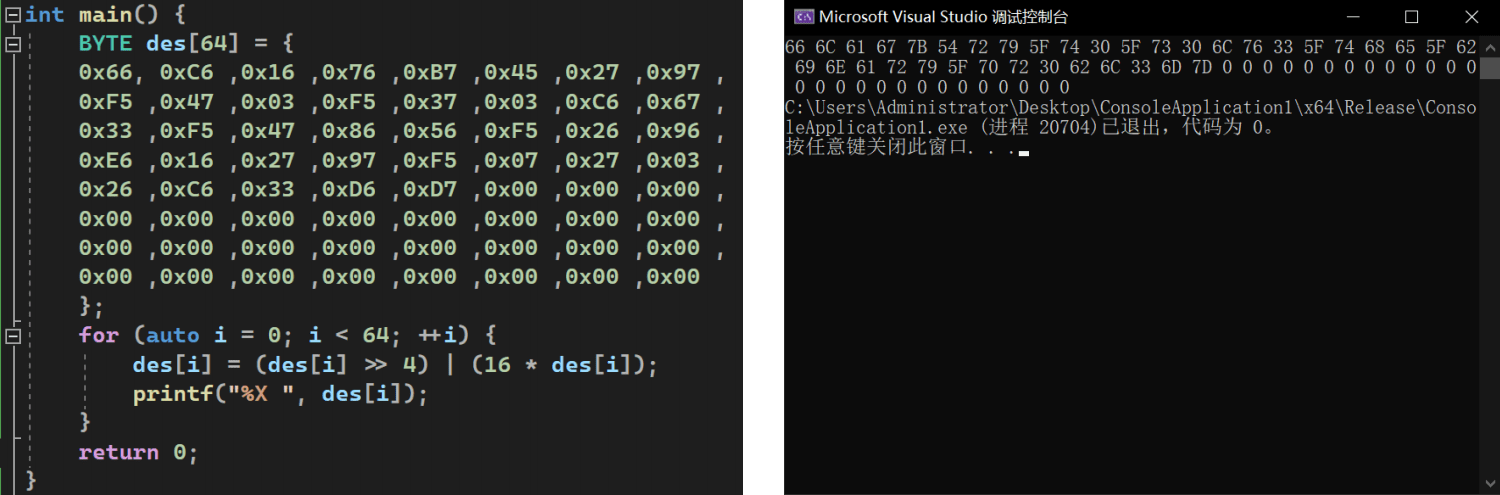 int main() {
BYTE des[64] = {
0x66, 0xC6 ,0x16 ,0x76 ,0xB7 ,0x45 ,0x27 ,0x97 ,
0xF5 ,0x47 ,0x03 ,0xF5 ,0x37 ,0x03 ,0xC6 ,0x67 ,
0x33 ,0xF5 ,0x47 ,0x86 ,0x56 ,0xF5 ,0x26 ,0x96 ,
0xE6 ,0x16 ,0x27 ,0x97 ,0xF5 ,0x07 ,0x27 ,0x03 ,
0x26 ,0xC6 ,0x33 ,0xD6 ,0xD7 ,0x00 ,0x00 ,0x00 ,
0x00 ,0x00 ,0x00 ,0x00 ,0x00 ,0x00 ,0x00 ,0x00 ,
0x00 ,0x00 ,0x00 ,0x00 ,0x00 ,0x00 ,0x00 ,0x00 ,
0x00 ,0x00 ,0x00 ,0x00 ,0x00 ,0x00 ,0x00 ,0x00
};
for (auto i = 0; i < 64; ++i) {
des[i] = (des[i] >> 4) | (16 * des[i]);
printf("%X ", des[i]);
}
return 0;
}
Microsoft Visual Studio 调试控制台
66 6C 61 67 7B 54 72 79 5F 74 30 5F 73 30 6C 76 33 5F 74 68 65 5F 62
69 6E 61 72 79 5F 70 72 30 62 6C 33 6D 7D 0 0 0 0 0 0 0 0 0 0 0 0 0
0 0 0 0 0 0 0 0 0 0 0 0 0 0
C:\Users\Administrator\Desktop\ConsoleApplication1\x64\Release\Conso
leApplication1.exe (进程 20704)已退出，代码为 0。
按任意键关闭此窗口. . .